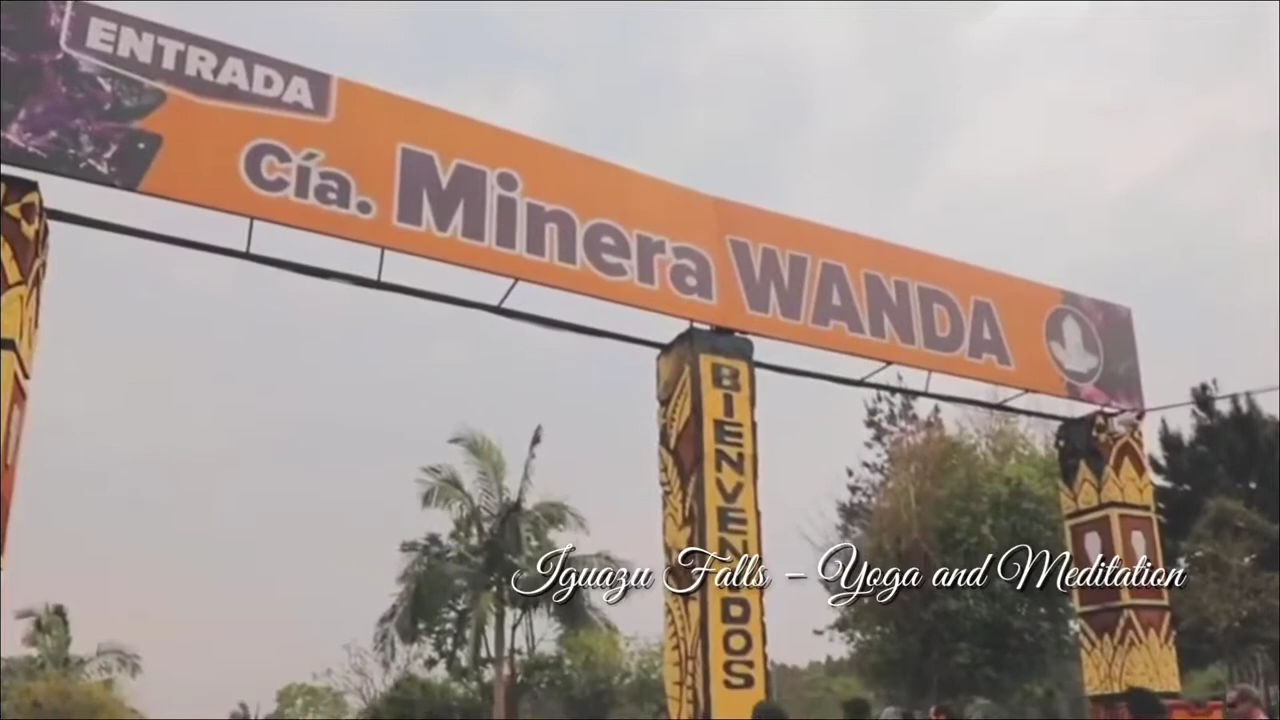 ENTRADA
Cía. Minera WANDA
BIENVENIDOS
Iguazu Falls – Yoga and Meditation